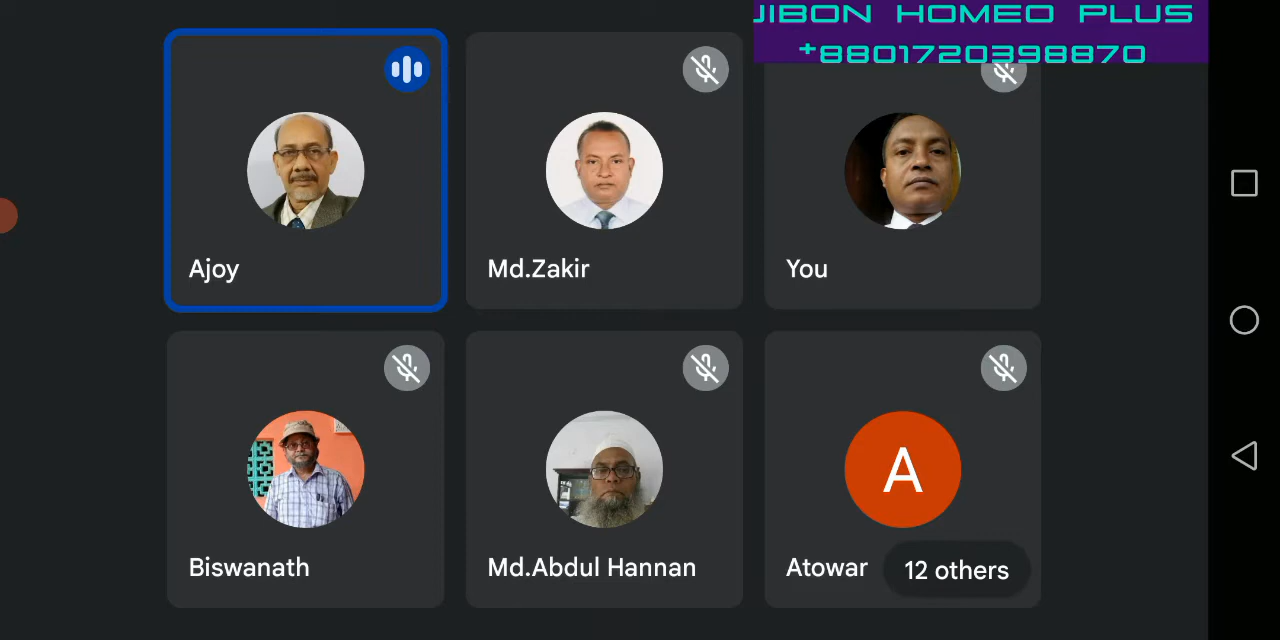 JIBON HOMEO PLUS
+8801720398870
Ajoy
Md.Zakir
You
Biswanath
Md.Abdul Hannan
A
Atowar
12 others